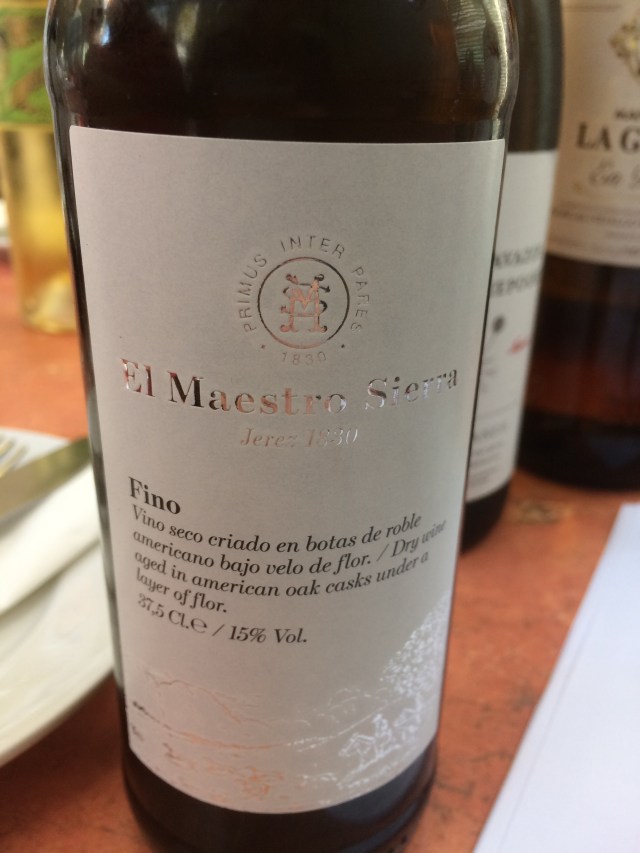 PRIMUS INTER PARES
MS
· 1830 ·
El Maestro Sierra
Jerez 1830
Fino
Vino seco criado en botas de roble
americano bajo velo de flor. / Dry wine
aged in american oak casks under a
layer of flor.
37,5 Cl.e / 15% Vol.
LA G
En